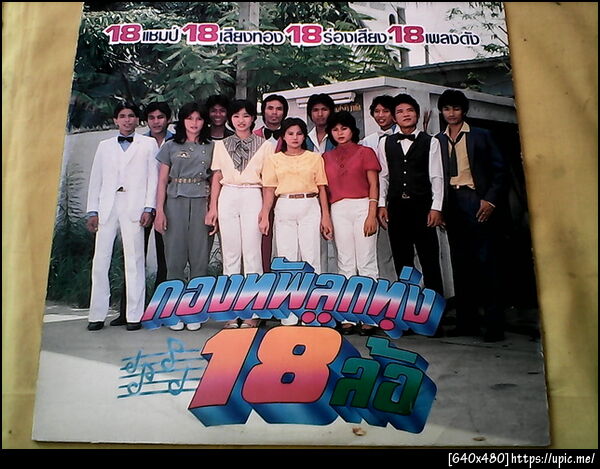 18 แชมป์ 18 เสียงทอง 18 ร่องเสียง 18 เพลงดัง
กองทัพลูกทุ่ง
18 ล้อ
[640x480]https://upic.me/